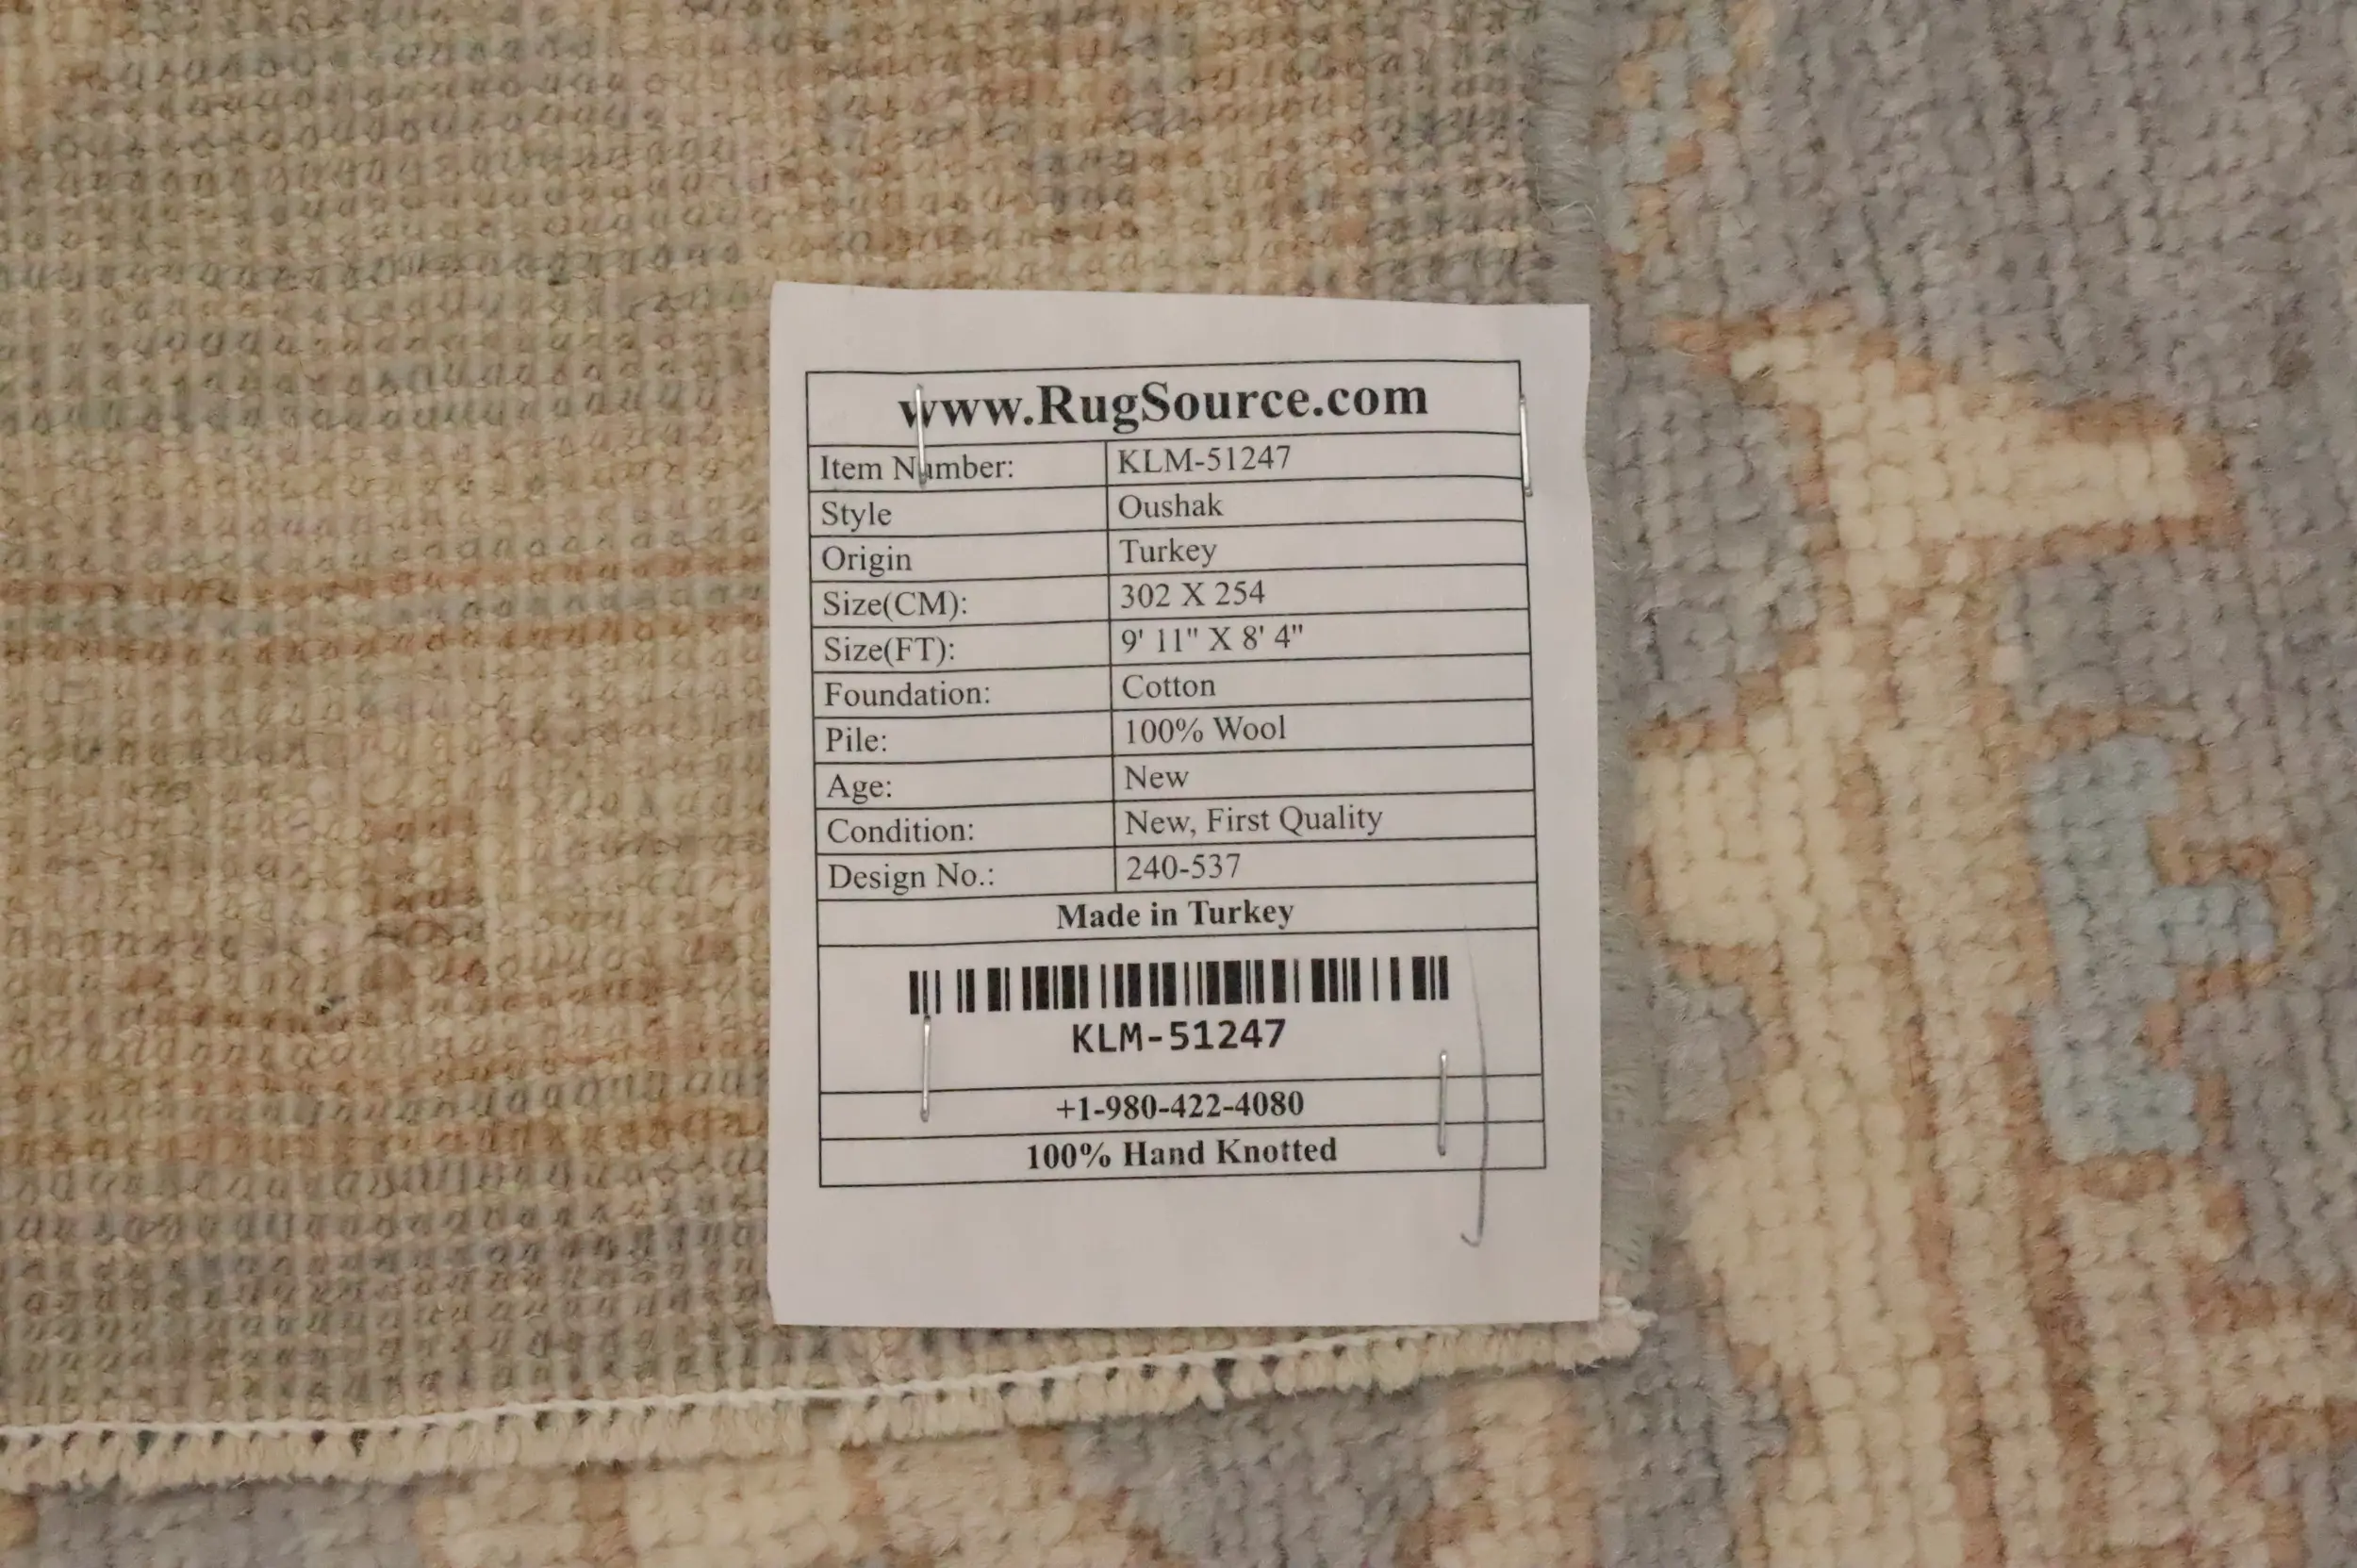 www.RugSource.com
Item Number: KLM-51247
Style Oushak
Origin Turkey
Size(CM): 302 X 254
Size(FT): 9' 11" X 8' 4"
Foundation: Cotton
Pile: 100% Wool
Age: New
Condition: New, First Quality
Design No.: 240-537
Made in Turkey
KLM-51247
+1-980-422-4080
100% Hand Knotted